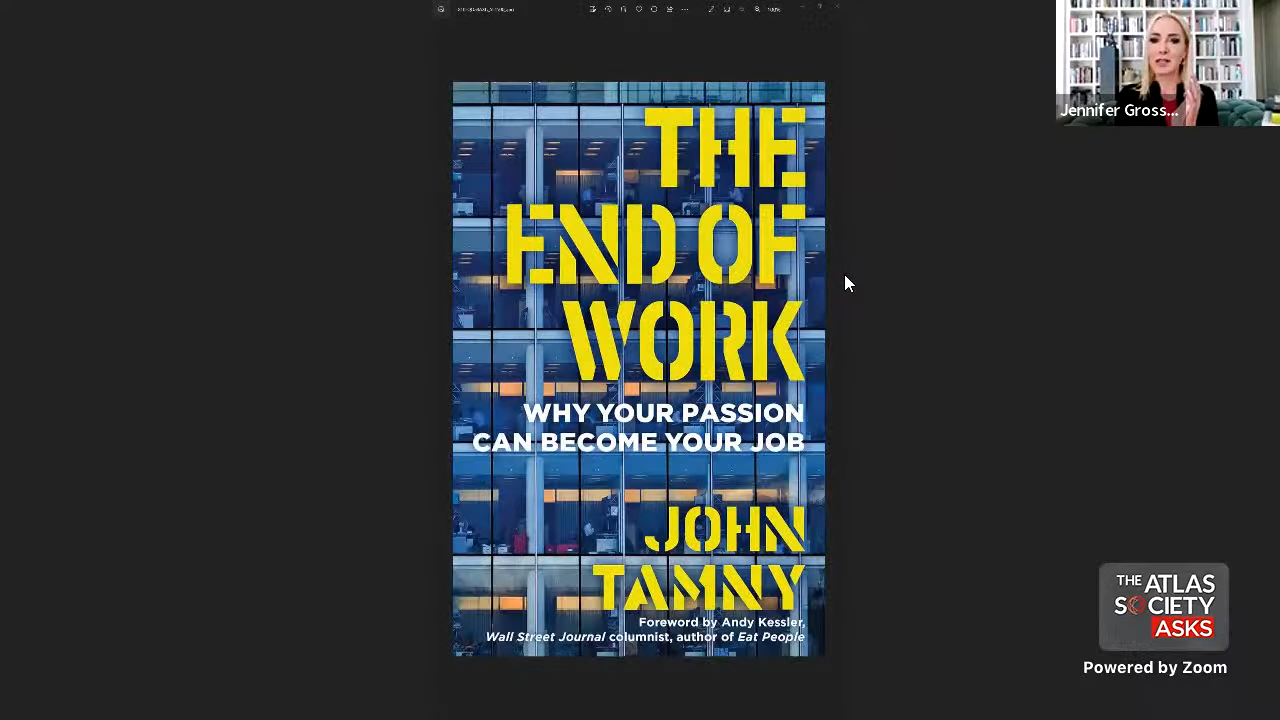 100%
Jennifer Gross...
THE
END OF
WORK
WHY YOUR PASSION
CAN BECOME YOUR JOB
JOHN
TAMNY
Foreword by Andy Kessler,
Wall Street Journal columnist, author of Eat People
THE ATLAS
SOCIETY
ASKS
Powered by Zoom